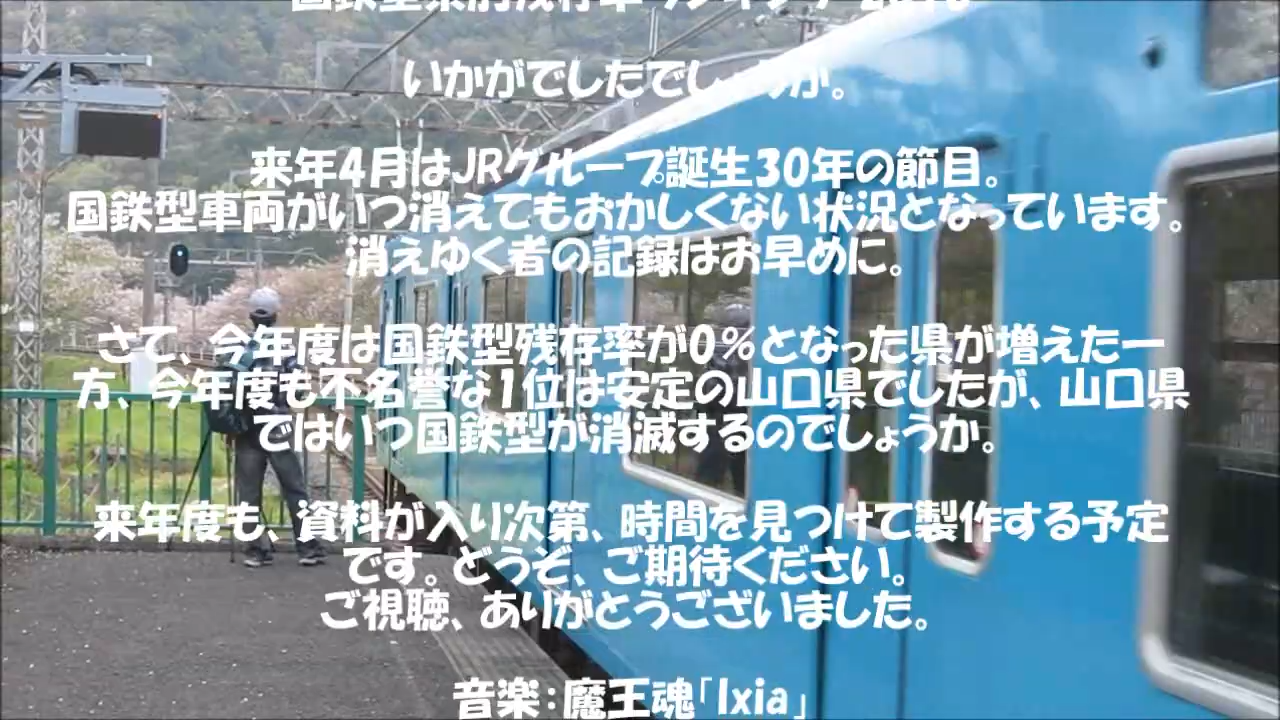 いかがでしたでしょうか。
来年4月はJRグループ誕生30年の節目。
国鉄型車両がいつ消えてもおかしくない状況となっています。
消えゆく者の記録はお早めに。
さて、今年度は国鉄型残存率が0％となった県が増えた一
方、今年度も不名誉な1位は安定の山口県でしたが、山口県
ではいつ国鉄型が消滅するのでしょうか。
来年度も、資料が入り次第、時間を見つけて製作する予定
です。どうぞ、ご期待ください。
ご視聴、ありがとうございました。
音楽：魔王魂「Ixia」